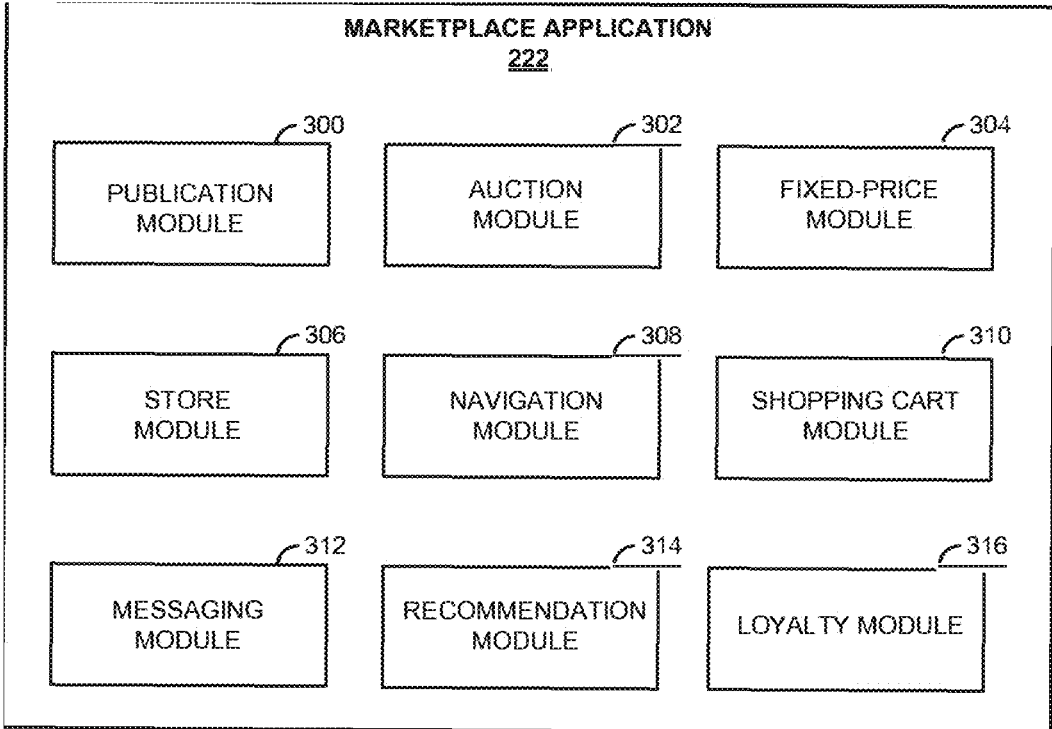 MARKETPLACE APPLICATION
222
300
PUBLICATION
MODULE
302
AUCTION
MODULE
304
FIXED-PRICE
MODULE
306
STORE
MODULE
308
NAVIGATION
MODULE
310
SHOPPING CART
MODULE
312
MESSAGING
MODULE
314
RECOMMENDATION
MODULE
316
LOYALTY MODULE